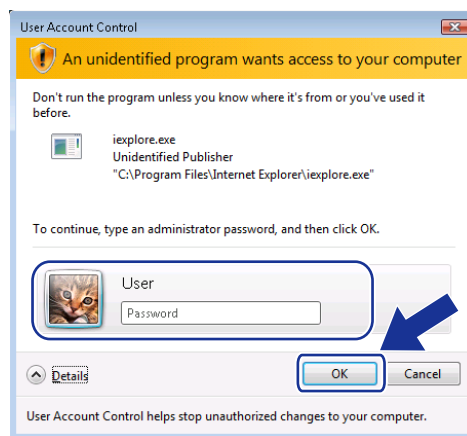 User Account Control
An unidentified program wants access to your computer
Don't run the program unless you know where it's from or you've used it
before.
iexplore.exe
Unidentified Publisher
"C:\Program Files\Internet Explorer\iexplore.exe"
To continue, type an administrator password, and then click OK.
User
Password
Details
OK
Cancel
User Account Control helps stop unauthorized changes to your computer.